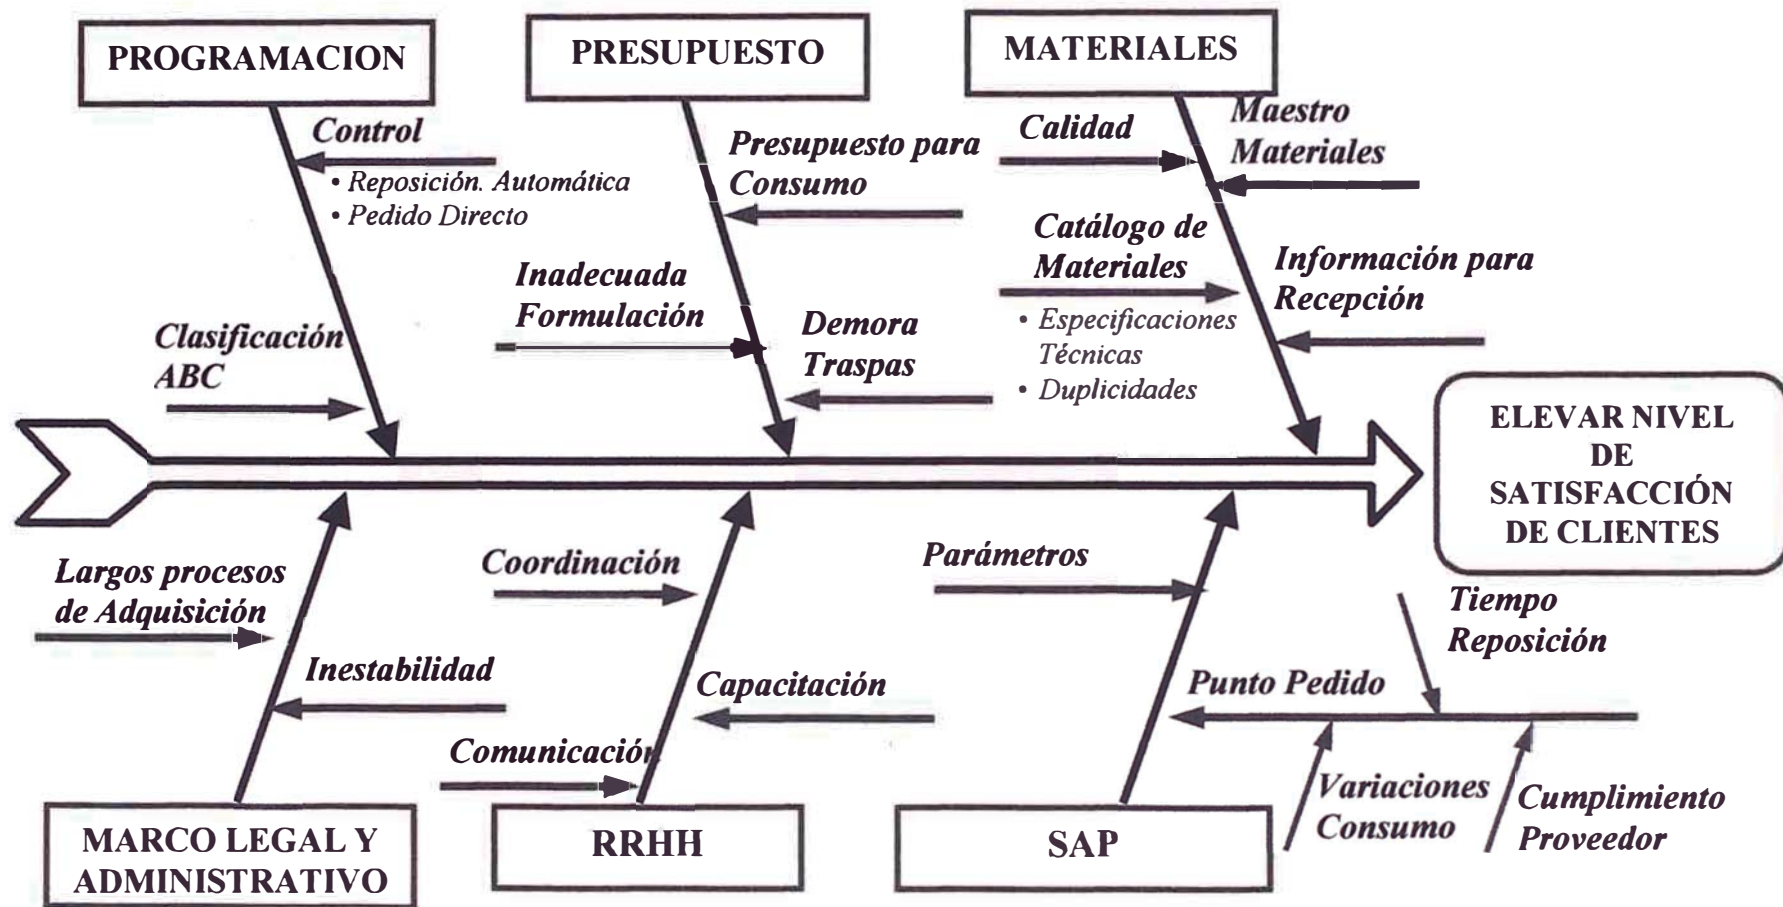 PROGRAMACION
PRESUPUESTO
MATERIALES
Control
• Reposición. Automática
• Pedido Directo
Clasificación
ABC
Presupuesto para
Consumo
Inadecuada
Formulación
Demora
Traspas
Calidad
Maestro
Materiales
Catálogo de
Materiales
• Especificaciones
Técnicas
• Duplicidades
Información para
Recepción
ELEVAR NIVEL
DE
SATISFACCIÓN
DE CLIENTES
Largos procesos
de Adquisición
Inestabilidad
Coordinación
Capacitación
Comunicación
Parámetros
Punto Pedido
Tiempo
Reposición
Variaciones
Consumo
Cumplimiento
Proveedor
MARCO LEGAL Y
ADMINISTRATIVO
RRHH
SAP